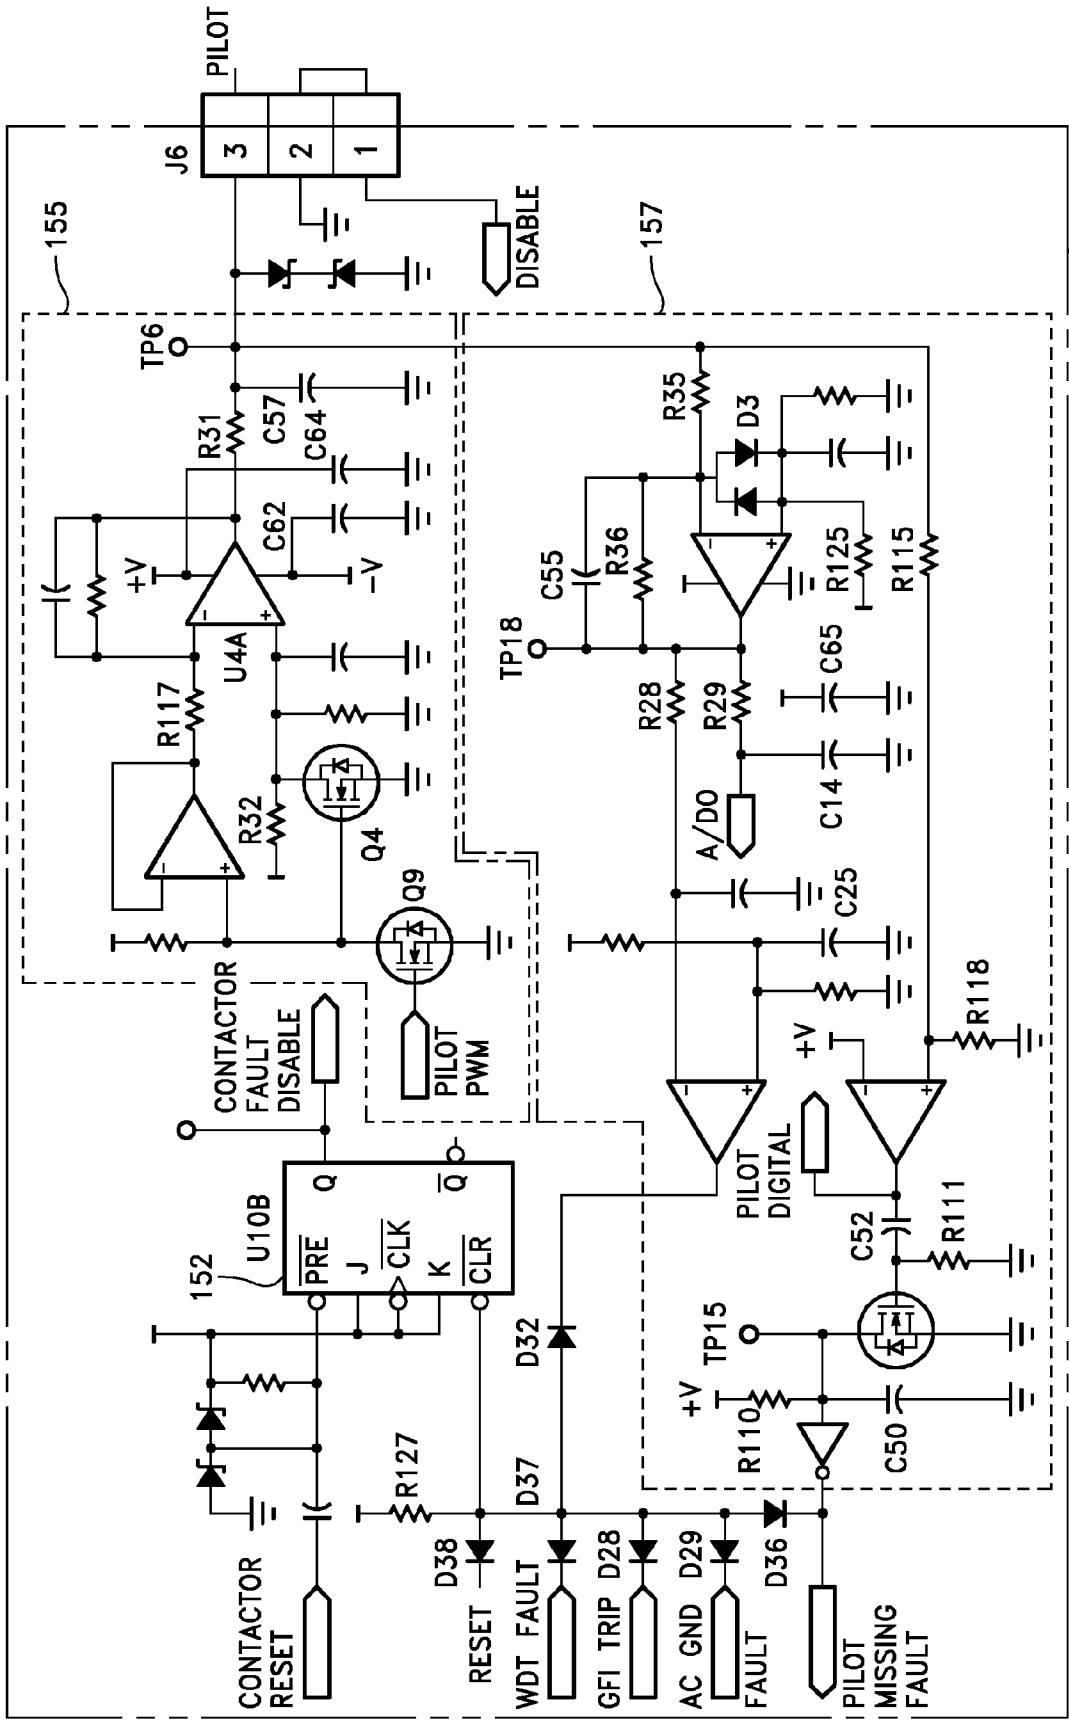 PILOT
J6
3
2
1
155
DISABLE
157
TP6
R31
C57
C64
R35
D3
+V
C62
−V
U4A
−
+
C55
R36
−
+
R125
R115
TP18
R117
R28
R29
C65
R32
Q4
A/D0
C14
−
+
Q9
C25
CONTACTOR
FAULT
DISABLE
PILOT
PWM
+V
R118
−
+
−
+
PILOT
DIGITAL
U10B
152
Q
Q
PRE
J
CLK
K
CLR
C52
R111
D32
TP15
+V
R110
C50
R127
D37
D38
D28
D29
D36
CONTACTOR
RESET
RESET
WDT FAULT
GFI TRIP
AC GND
FAULT
PILOT
MISSING
FAULT